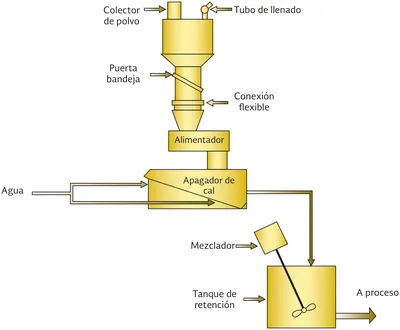 Colector
de polvo
Tubo de llenado
Puerta
bandeja
Conexión
flexible
Alimentador
Apagador de
cal
Agua
Mezclador
Tanque de
retención
A proceso